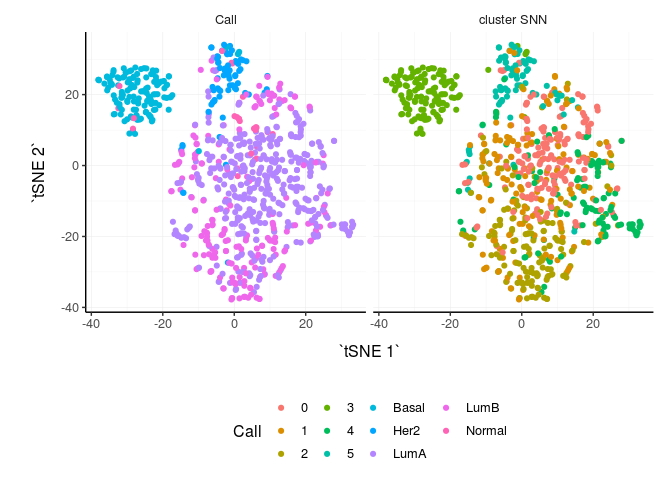 Call cluster SNN
20
0
-20
-40
`tSNE 2`
-40 -20 0 20 -40 -20 0 20
`tSNE 1`
Call
0 3 Basal LumB
1 4 Her2 Normal
2 5 LumA